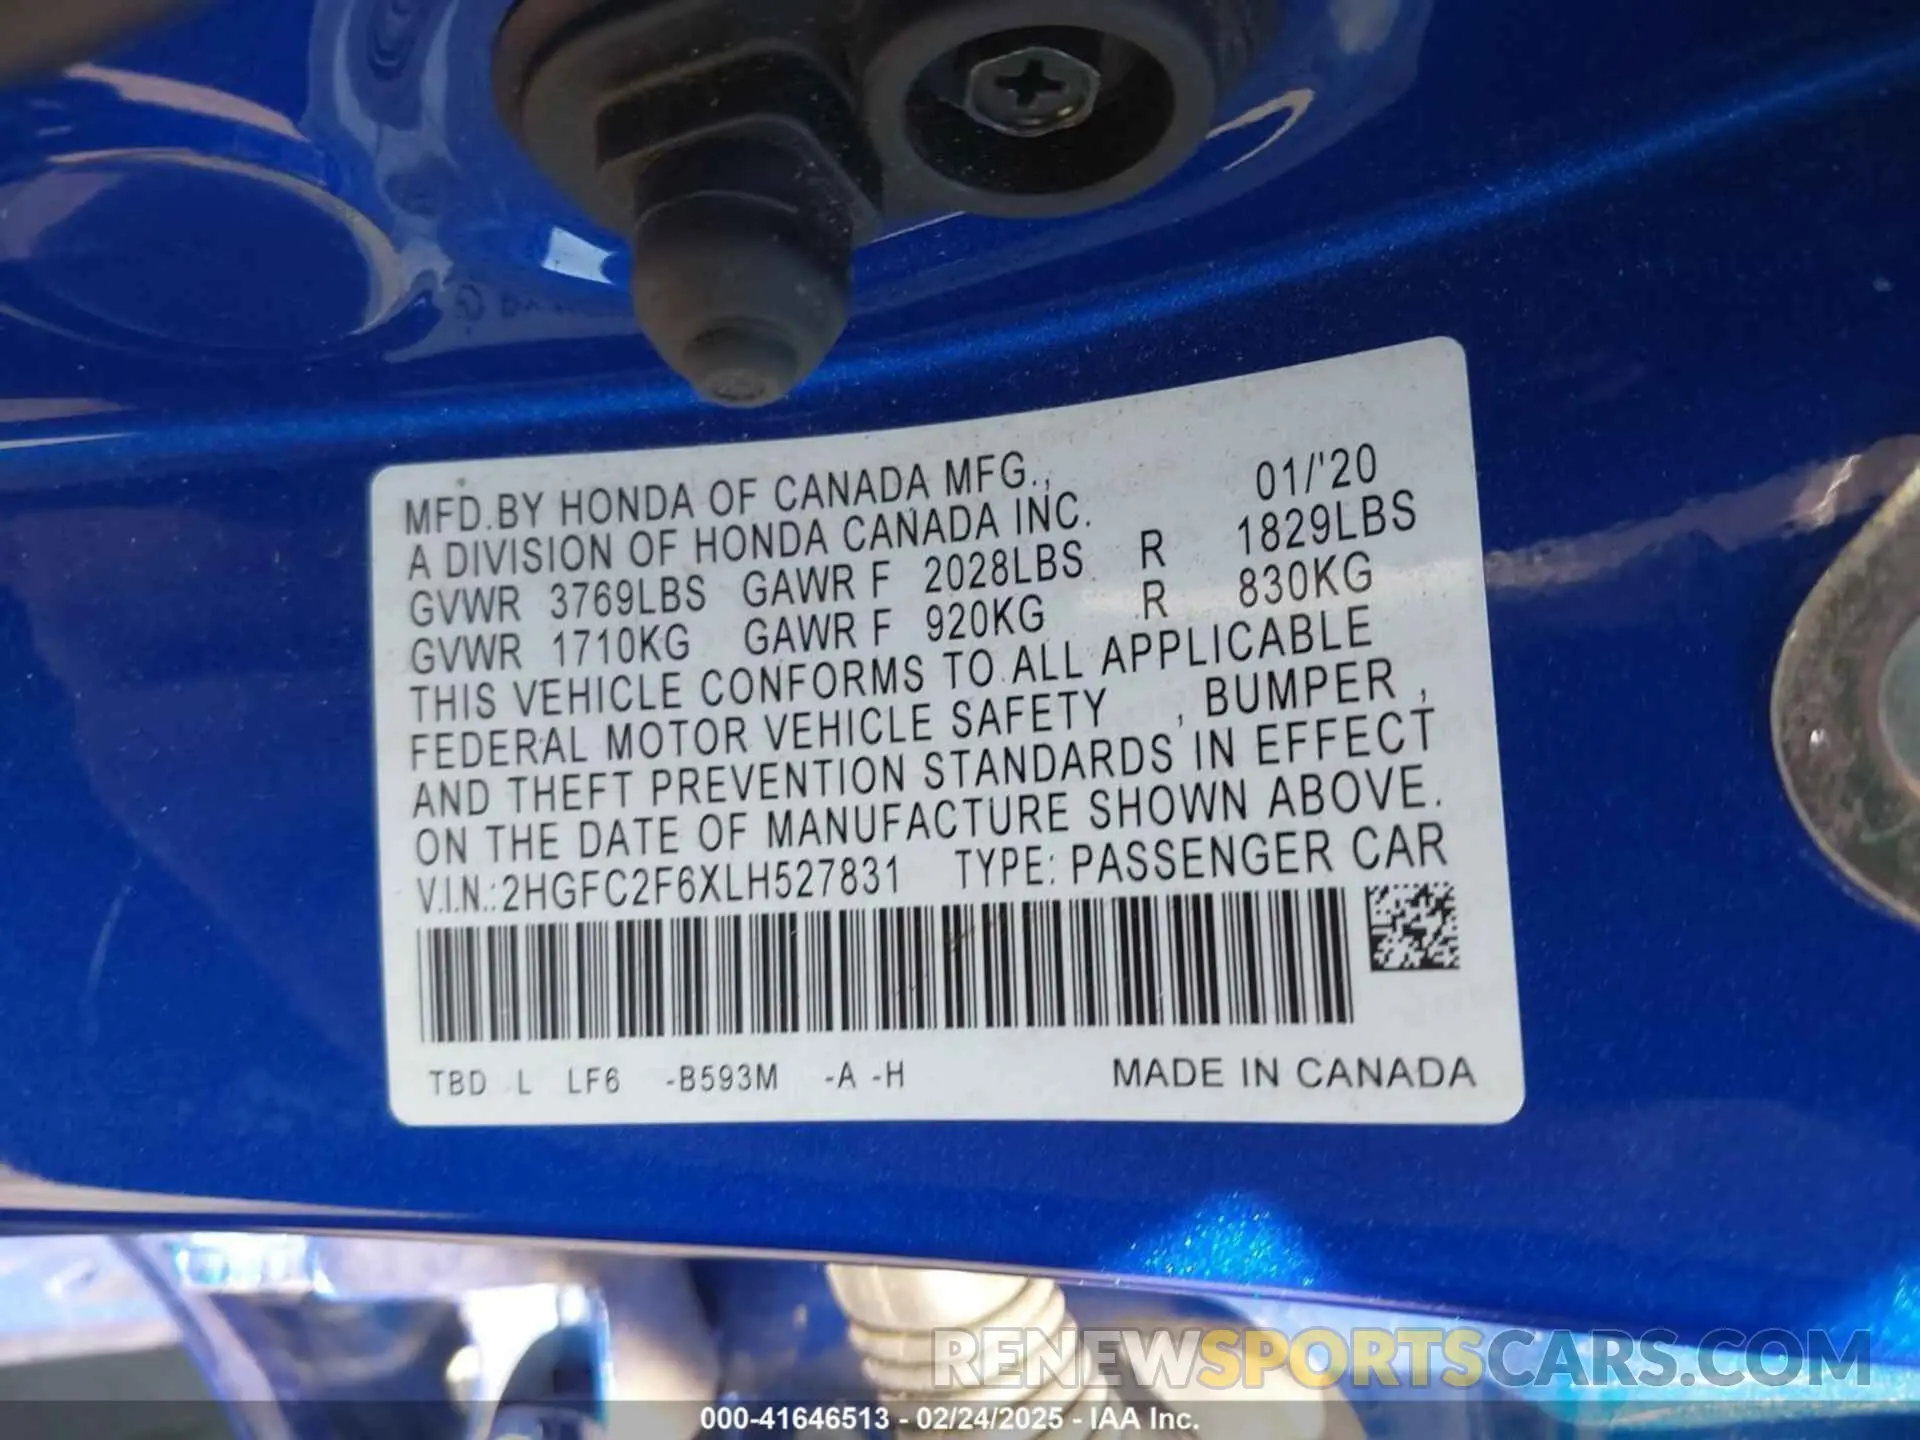 MFD.BY HONDA OF CANADA MFG., 01/'20
A DIVISION OF HONDA CANADA INC.
GVWR 3769LBS GAWR F 2028LBS R 1829LBS
GVWR 1710KG GAWR F 920KG R 830KG
THIS VEHICLE CONFORMS TO ALL APPLICABLE
FEDERAL MOTOR VEHICLE SAFETY , BUMPER ,
AND THEFT PREVENTION STANDARDS IN EFFECT
ON THE DATE OF MANUFACTURE SHOWN ABOVE.
V.I.N.:2HGFC2F6XLH527831 TYPE: PASSENGER CAR
TBD L LF6 -B593M -A -H MADE IN CANADA
RENEWSPORTSCARS.COM
000-41646513 - 02/24/2025 - IAA Inc.